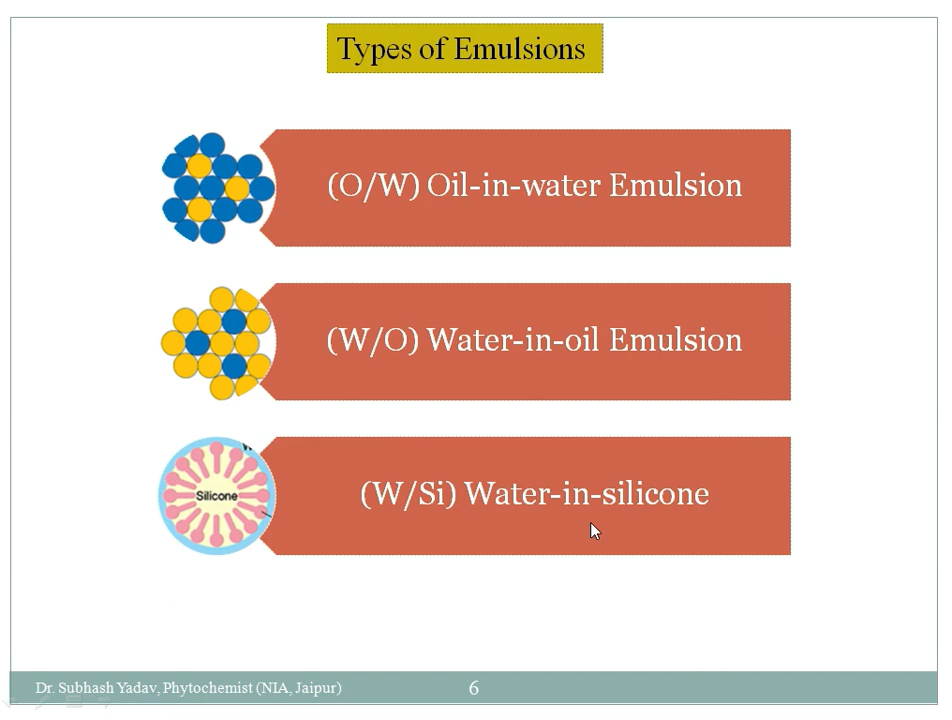 Types of Emulsions
(O/W) Oil-in-water Emulsion
(W/O) Water-in-oil Emulsion
Silicone
(W/Si) Water-in-silicone
Dr. Subhash Yadav, Phytochemist (NIA, Jaipur)
6